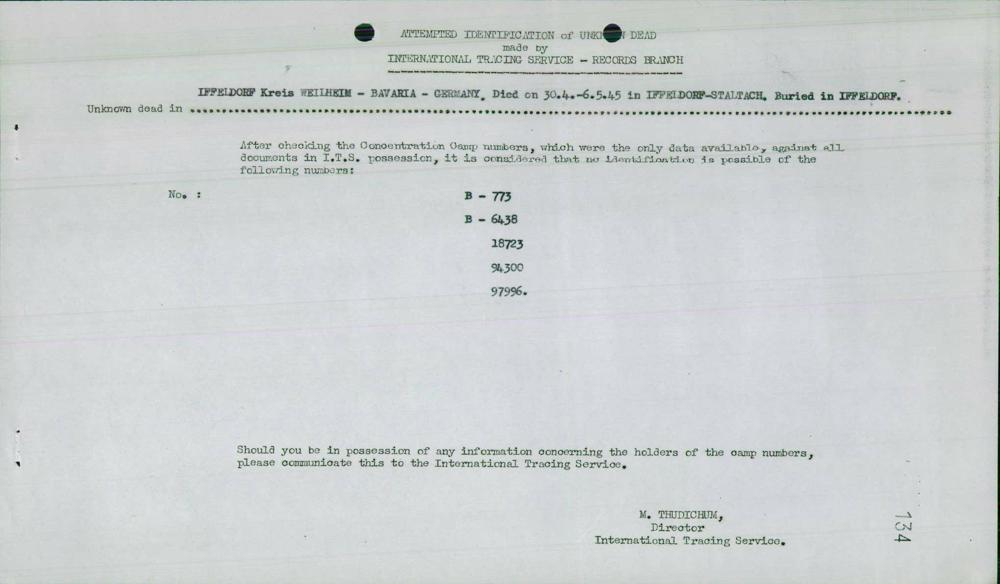 ATTEMPTED IDENTIFICATION of UNKNOWN DEAD
made by
INTERNATIONAL TRACING SERVICE - RECORDS BRANCH
IFFELDORF Kreis WEILHEIM - BAVARIA - GERMANY. Died on 30.4.-6.5.45 in IFFELDORF-STALTACH. Buried in IFFELDORF.
Unknown dead in
After checking the Concentration Camp numbers, which were the only data available, against all
documents in I.T.S. possession, it is considered that no identification is possible of the
following numbers:
No. : B - 773
B - 6438
18723
94300
97996.
Should you be in possession of any information concerning the holders of the camp numbers,
please communicate this to the International Tracing Service.
M. THUDICHUM,
Director
International Tracing Service.
134